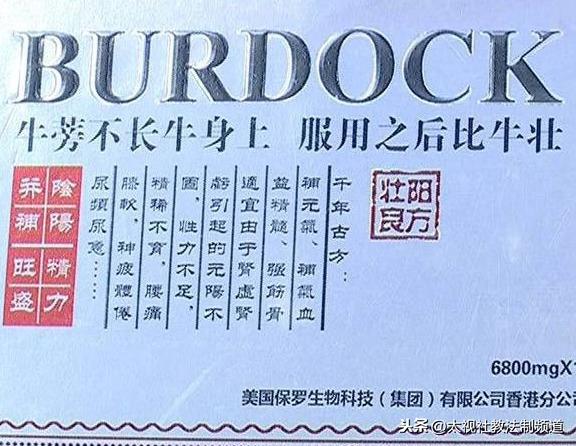 BURDOCK
牛蒡不长牛身上 服用之后比牛壮
壮阳
良方
千年古方：
補元氣、補氣血
益精髓、强筋骨
適宜由于腎虛腎
虧引起的元陽不
固，性力不足，
精稀不育，腰痛
膝軟，神疲體倦
尿頻尿急……
陰陽
并補
精力
旺盛
6800mgX1
美国保罗生物科技（集团）有限公司香港分公司
头条@大视社教法制频道